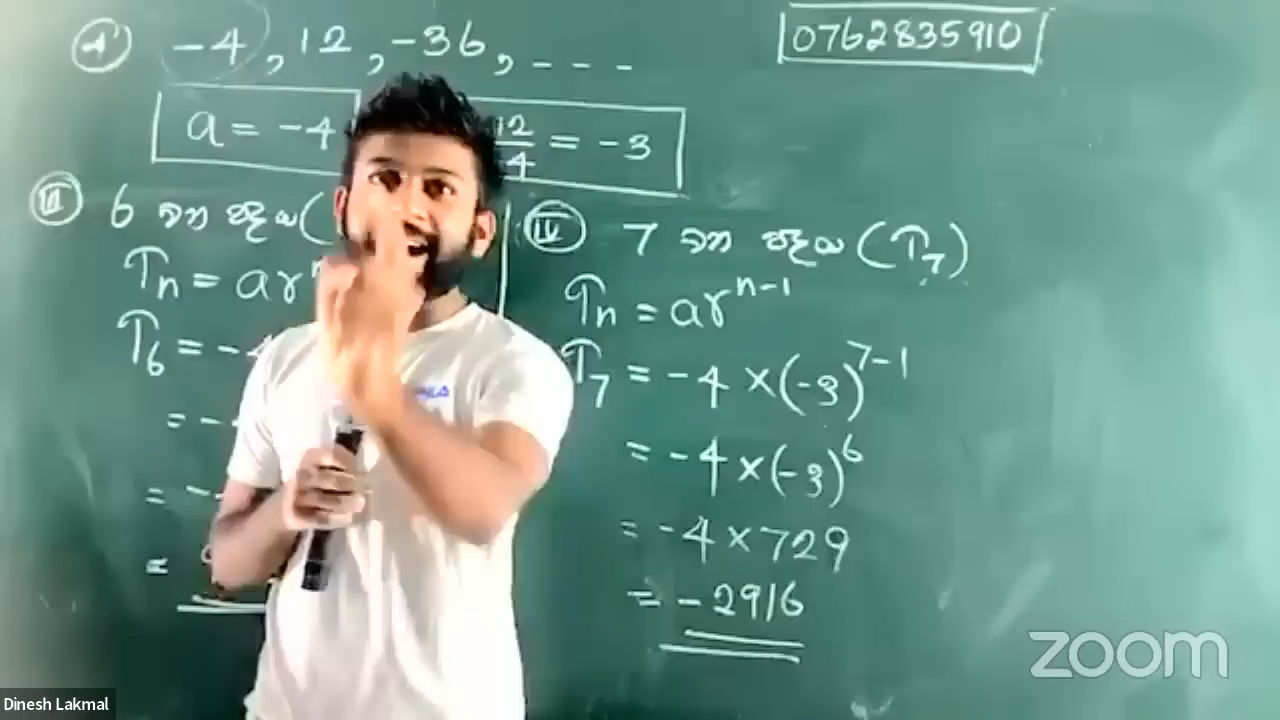 4) -4, 12, -36, ---
0762835910
a = -4
12/-4 = -3
III 6 වන පදය (
Tn = ar
T6 = -4
= -
= -
=
IV 7 වන පදය (T7)
Tn = ar^n-1
T7 = -4 × (-3)^7-1
= -4 × (-3)^6
= -4 × 729
= -2916
zoom
Dinesh Lakmal